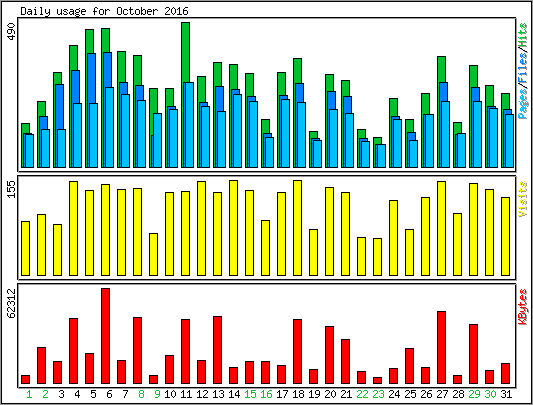 Daily usage for October 2016
490
Pages/Files/Hits
155
Visits
62312
KBytes
1 2 3 4 5 6 7 8 9 10 11 12 13 14 15 16 17 18 19 20 21 22 23 24 25 26 27 28 29 30 31